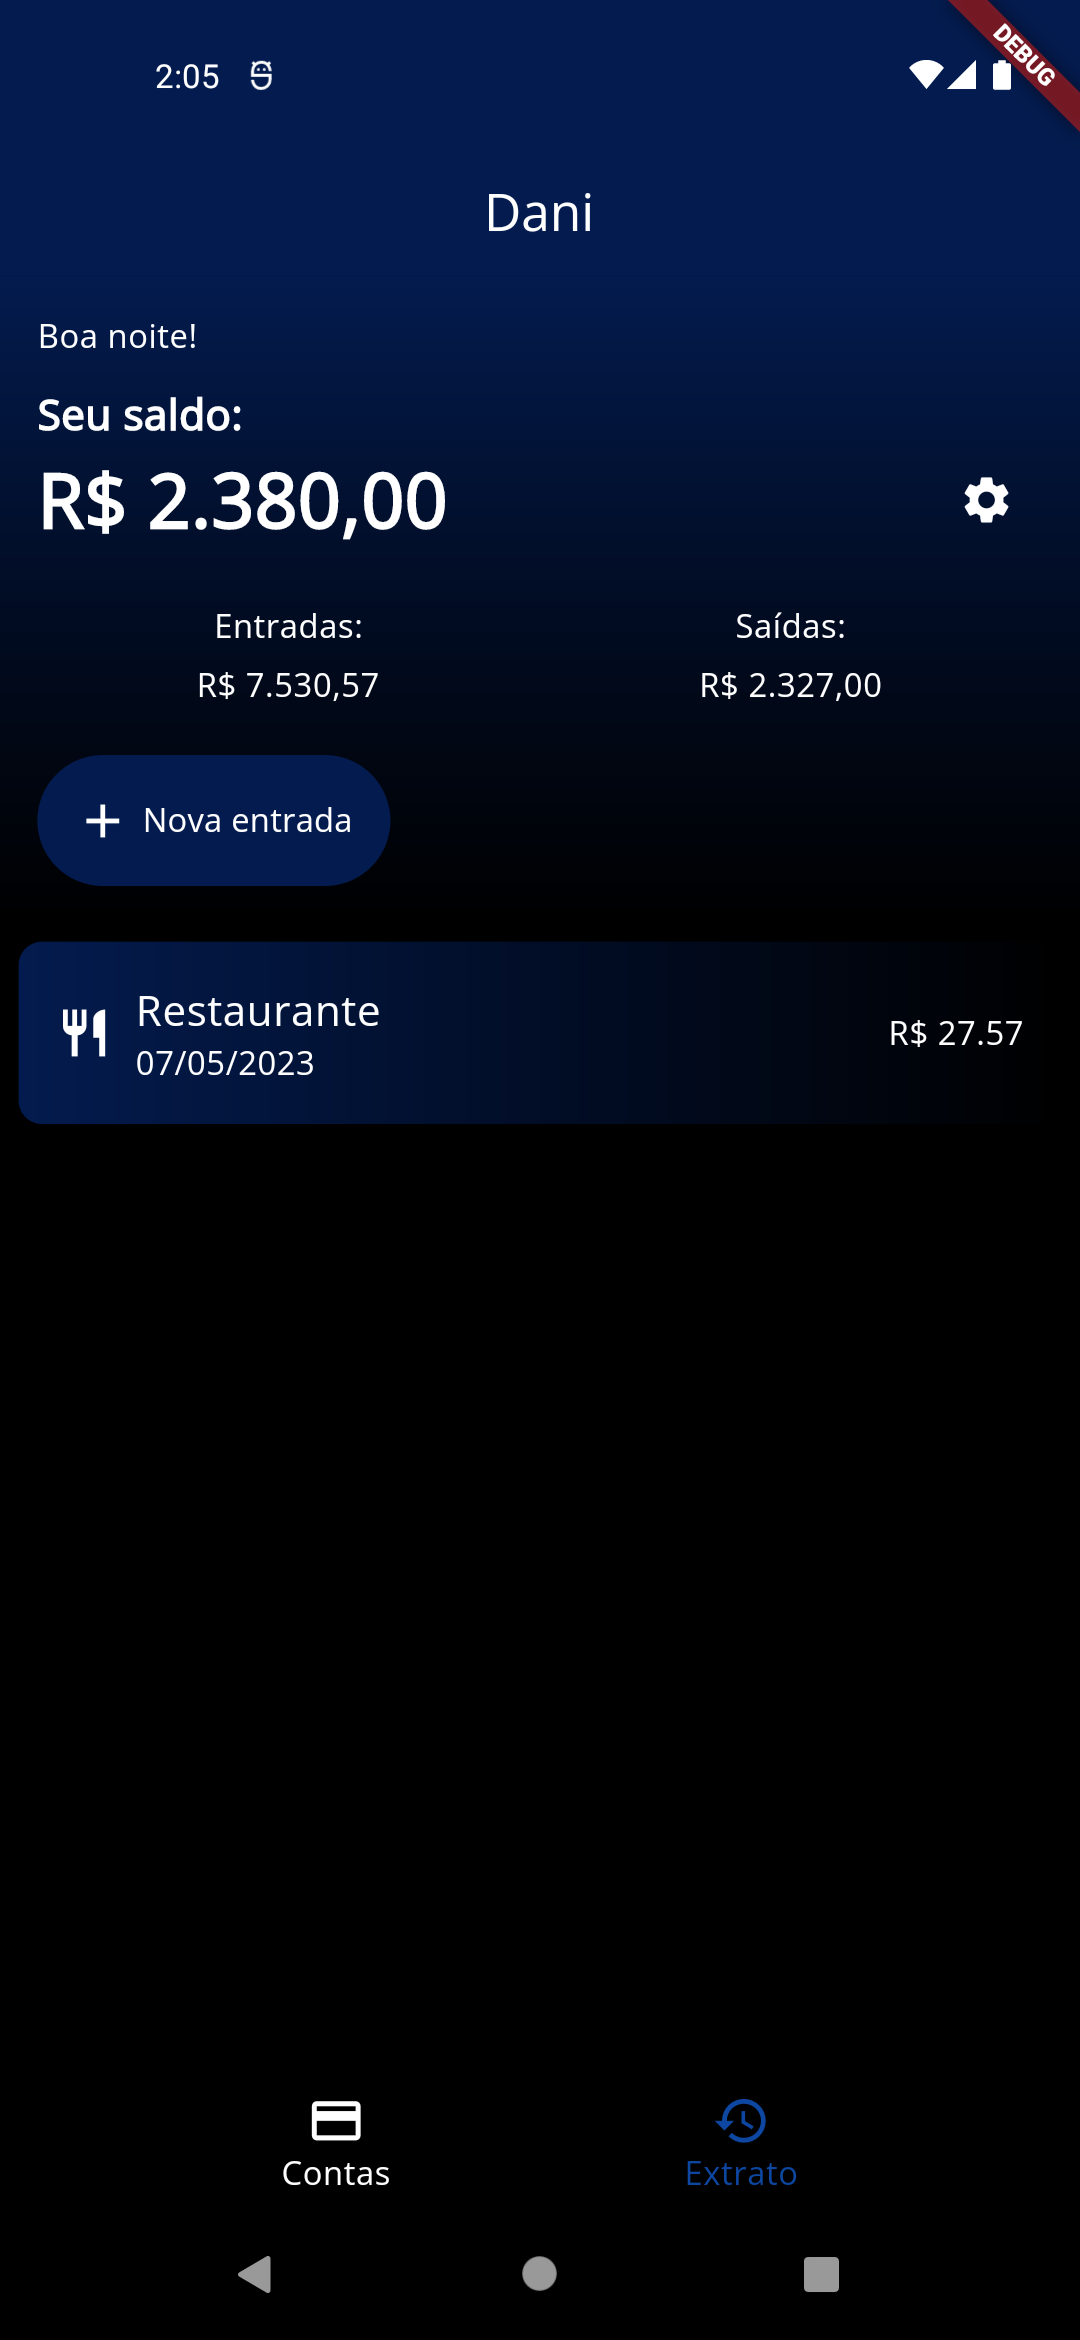 2:05
DEBUG
Dani
Boa noite!
Seu saldo:
R$ 2.380,00
Entradas:
Saídas:
R$ 7.530,57
R$ 2.327,00
Nova entrada
Restaurante
07/05/2023
R$ 27.57
Contas
Extrato